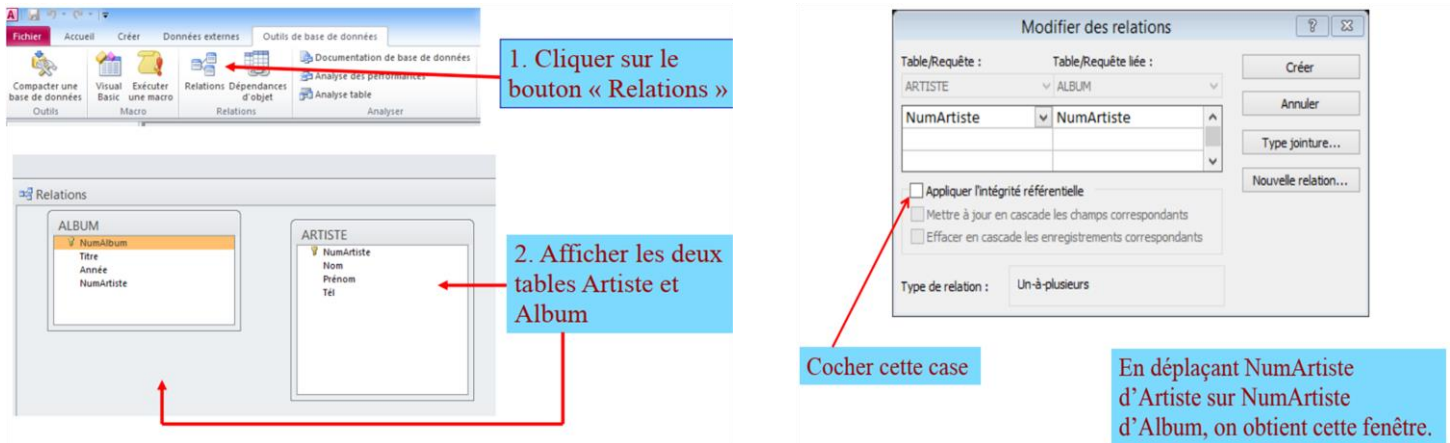 A
Fichier Accueil Créer Données externes Outils de base de données
Compacter une
base de données
Outils
Visual
Basic
Exécuter
une macro
Macro
Relations
Dépendances
d'objet
Relations
Documentation de base de données
Analyse des performances
Analyse table
Analyser
1. Cliquer sur le
bouton « Relations »
Relations
ALBUM
NumAlbum
Titre
Année
NumArtiste
ARTISTE
NumArtiste
Nom
Prénom
Tél
2. Afficher les deux
tables Artiste et
Album
Modifier des relations
Table/Requête : Table/Requête liée :
ARTISTE ALBUM
NumArtiste NumArtiste
Créer
Annuler
Type jointure...
Nouvelle relation...
Appliquer l'intégrité référentielle
Mettre à jour en cascade les champs correspondants
Effacer en cascade les enregistrements correspondants
Type de relation : Un-à-plusieurs
Cocher cette case
En déplaçant NumArtiste
d'Artiste sur NumArtiste
d'Album, on obtient cette fenêtre.